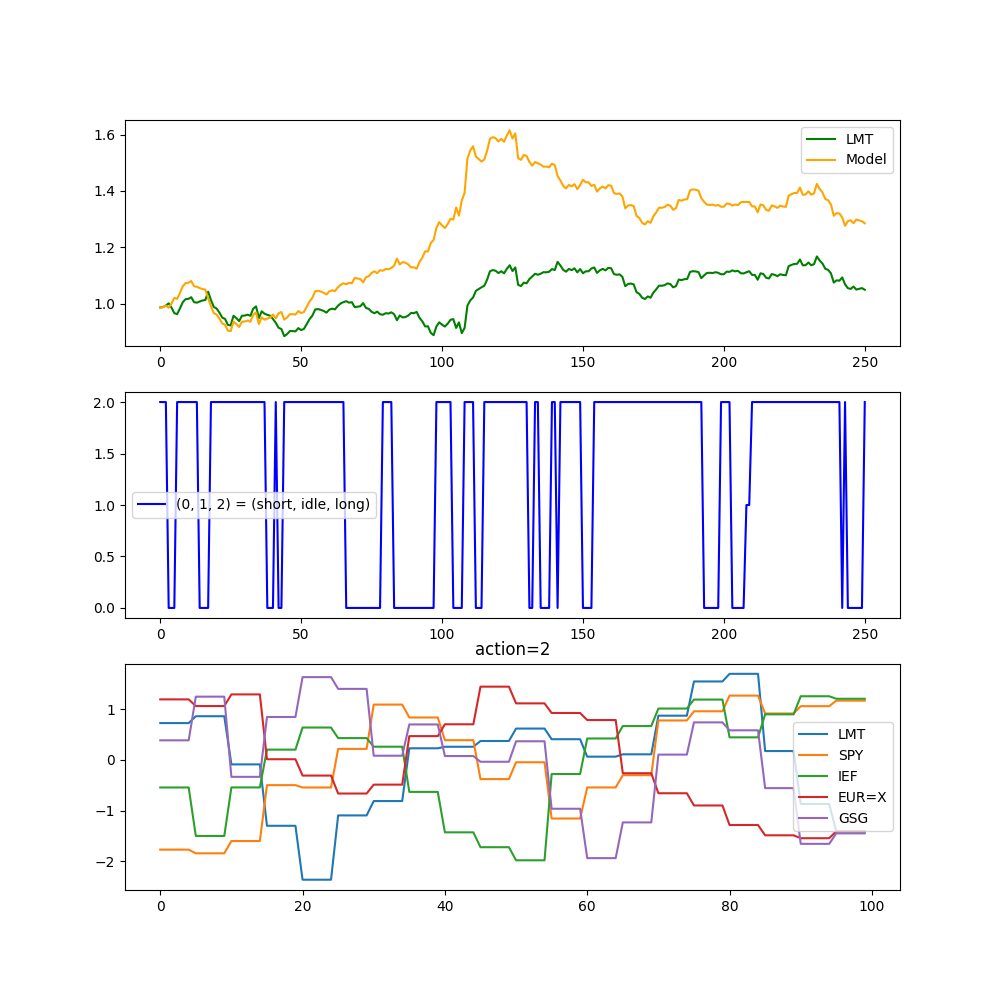 1.6
1.4
1.2
1.0
LMT
Model
0 50 100 150 200 250
2.0
1.5
1.0
0.5
0.0
(0, 1, 2) = (short, idle, long)
0 50 100 150 200 250
action=2
1
0
−1
−2
LMT
SPY
IEF
EUR=X
GSG
0 20 40 60 80 100